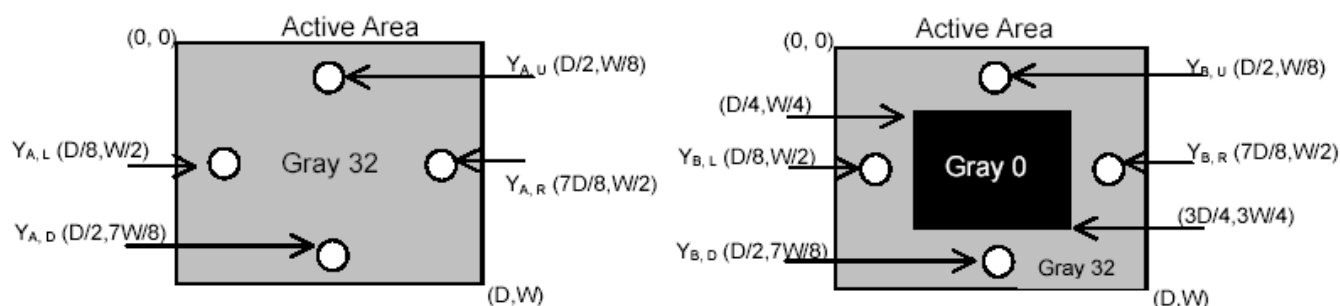 Active Area
(0, 0)
YA, U (D/2,W/8)
YA, L (D/8,W/2)
Gray 32
YA, R (7D/8,W/2)
YA, D (D/2,7W/8)
(D,W)
Active Area
(0, 0)
YB, U (D/2,W/8)
(D/4,W/4)
YB, L (D/8,W/2)
Gray 0
YB, R (7D/8,W/2)
(3D/4,3W/4)
YB, D (D/2,7W/8)
Gray 32
(D,W)